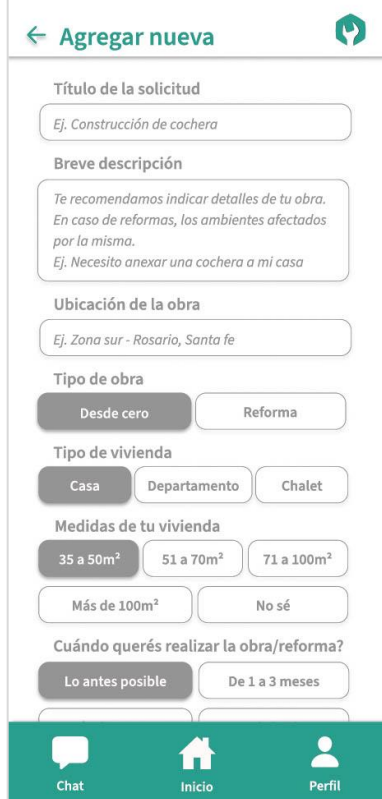 Agregar nueva
Título de la solicitud
Ej. Construcción de cochera
Breve descripción
Te recomendamos indicar detalles de tu obra.
En caso de reformas, los ambientes afectados
por la misma.
Ej. Necesito anexar una cochera a mi casa
Ubicación de la obra
Ej. Zona sur - Rosario, Santa fe
Tipo de obra
Desde cero
Reforma
Tipo de vivienda
Casa
Departamento
Chalet
Medidas de tu vivienda
35 a 50m²
51 a 70m²
71 a 100m²
Más de 100m²
No sé
Cuándo querés realizar la obra/reforma?
Lo antes posible
De 1 a 3 meses
Chat
Inicio
Perfil